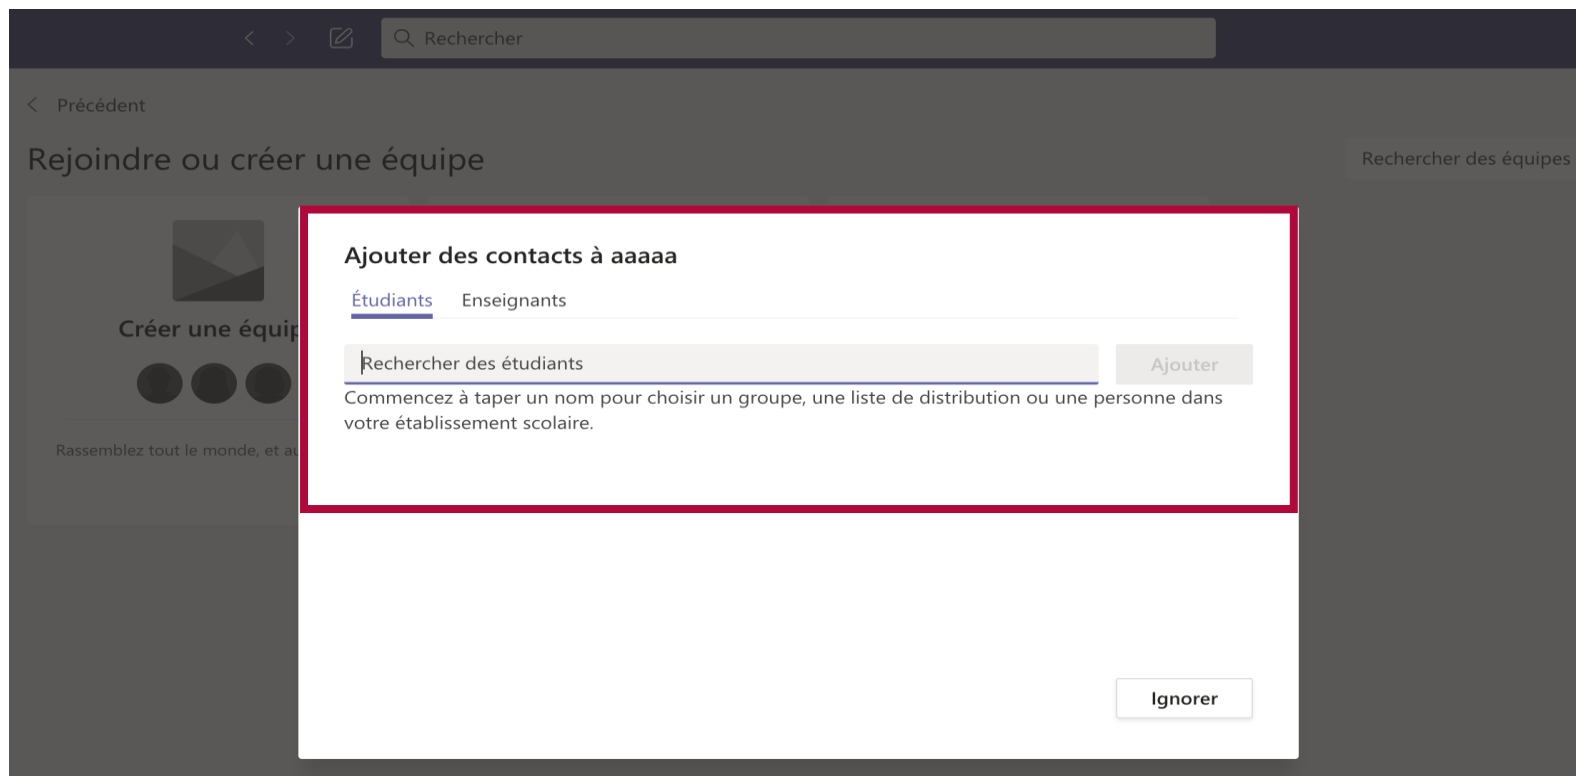 Rechercher
Précédent
Rejoindre ou créer une équipe
Rechercher des équipes
Ajouter des contacts à aaaaa
Étudiants Enseignants
Créer une équip
Rechercher des étudiants
Ajouter
Commencez à taper un nom pour choisir un groupe, une liste de distribution ou une personne dans
votre établissement scolaire.
Rassemblez tout le monde, et au
Ignorer